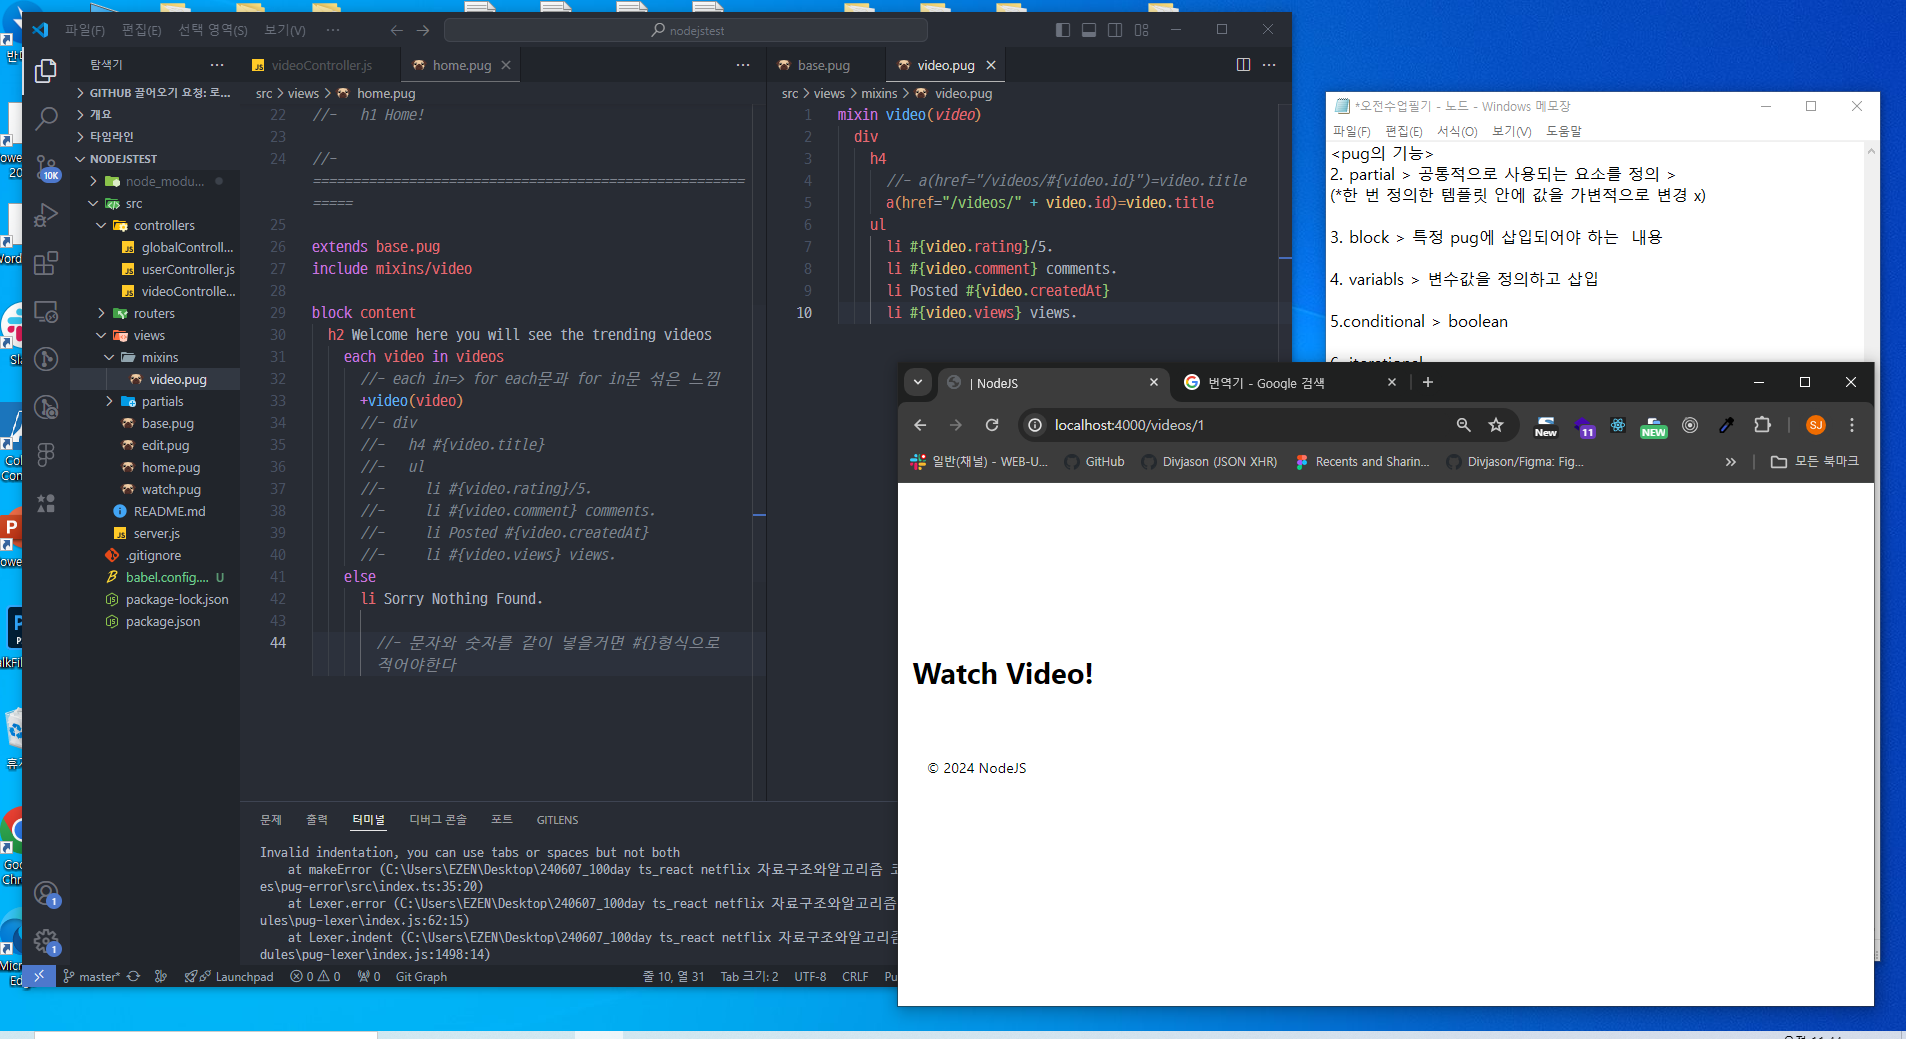 파일(F) 편집(E) 선택 영역(S) 보기(V) ···
nodejstest
탐색기 ···
GITHUB 끌어오기 요청: 로...
개요
타임라인
NODEJSTEST
node_modu...
src
controllers
globalControll...
userController.js
videoControlle...
routers
views
mixins
video.pug
partials
base.pug
edit.pug
home.pug
watch.pug
README.md
server.js
.gitignore
babel.config.... U
package-lock.json
package.json
10K
1
1
videoController.js
home.pug
src > views > home.pug
22 //- h1 Home!
23
24 //-
======================================================
=====
25
26 extends base.pug
27 include mixins/video
28
29 block content
30 h2 Welcome here you will see the trending videos
31 each video in videos
32 //- each in=> for each문과 for in문 섞은 느낌
33 +video(video)
34 //- div
35 //- h4 #{video.title}
36 //- ul
37 //- li #{video.rating}/5.
38 //- li #{video.comment} comments.
39 //- li Posted #{video.createdAt}
40 //- li #{video.views} views.
41 else
42 li Sorry Nothing Found.
43
44 //- 문자와 숫자를 같이 넣을거면 #{}형식으로
적어야한다
base.pug
video.pug
src > views > mixins > video.pug
1 mixin video(video)
2 div
3 h4
4 //- a(href="/videos/#{video.id}")=video.title
5 a(href="/videos/" + video.id)=video.title
6 ul
7 li #{video.rating}/5.
8 li #{video.comment} comments.
9 li Posted #{video.createdAt}
10 li #{video.views} views.
문제 출력 터미널 디버그 콘솔 포트 GITLENS
Invalid indentation, you can use tabs or spaces but not both
at makeError (C:\Users\EZEN\Desktop\240607_100day ts_react netflix 자료구조와알고리즘
es\pug-error\src\index.ts:35:20)
at Lexer.error (C:\Users\EZEN\Desktop\240607_100day ts_react netflix 자료구조와알고리즘
ules\pug-lexer\index.js:62:15)
at Lexer.indent (C:\Users\EZEN\Desktop\240607_100day ts_react netflix 자료구조와알고리즘
dules\pug-lexer\index.js:1498:14)
master* Launchpad 0 0 0 Git Graph 줄 10, 열 31 Tab 크기: 2 UTF-8 CRLF Pu
*오전수업필기 - 노드 - Windows 메모장
파일(F) 편집(E) 서식(O) 보기(V) 도움말
<pug의 기능>
2. partial > 공통적으로 사용되는 요소를 정의 >
(*한 번 정의한 템플릿 안에 값을 가변적으로 변경 x)
3. block > 특정 pug에 삽입되어야 하는 내용
4. variabls > 변수값을 정의하고 삽입
5.conditional > boolean
| NodeJS
번역기 - Google 검색
localhost:4000/videos/1
New
11
NEW
SJ
일반(채널) - WEB-U...
GitHub
Divjason (JSON XHR)
Recents and Sharin...
Divjason/Figma: Fig...
모든 북마크
Watch Video!
© 2024 NodeJS